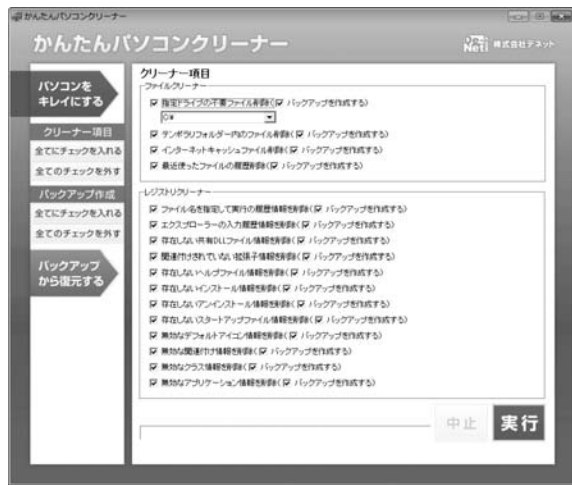 かんたんパソコンクリーナー
かんたんパソコンクリーナー
Net! 株式会社デネット
パソコンを
キレイにする
クリーナー項目
全てにチェックを入れる
全てのチェックを外す
バックアップ作成
全てにチェックを入れる
全てのチェックを外す
バックアップ
から復元する
クリーナー項目
ファイルクリーナー
指定ドライブの不要ファイル削除( バックアップを作成する)
C:¥
テンポラリフォルダー内のファイル削除( バックアップを作成する)
インターネットキャッシュファイル削除( バックアップを作成する)
最近使ったファイルの履歴削除( バックアップを作成する)
レジストリクリーナー
ファイル名を指定して実行の履歴情報を削除( バックアップを作成する)
エクスプローラーの入力履歴情報を削除( バックアップを作成する)
存在しない共有DLLファイル情報を削除( バックアップを作成する)
関連付けされていない拡張子情報を削除( バックアップを作成する)
存在しないヘルプファイル情報を削除( バックアップを作成する)
存在しないインストール情報を削除( バックアップを作成する)
存在しないアンインストール情報を削除( バックアップを作成する)
存在しないスタートアップファイル情報を削除( バックアップを作成する)
無効なデフォルトアイコン情報を削除( バックアップを作成する)
無効な関連付け情報を削除( バックアップを作成する)
無効なクラス情報を削除( バックアップを作成する)
無効なアプリケーション情報を削除( バックアップを作成する)
中止
実行